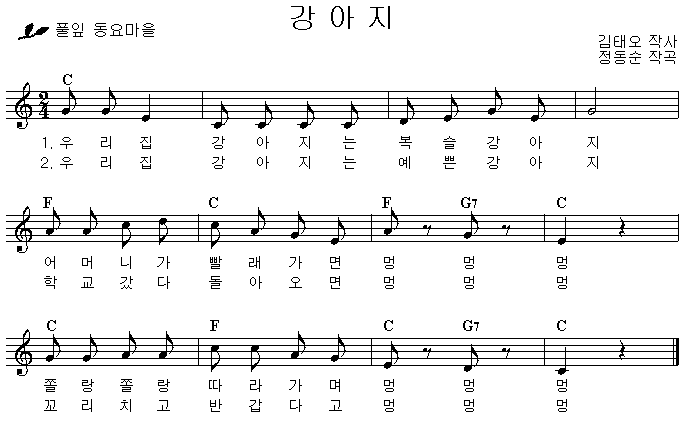 강 아 지
풀잎 동요마을
김태오 작사
정동순 작곡
C
2/4
1. 우 리 집 강 아 지 는 복 슬 강 아 지
2. 우 리 집 강 아 지 는 예 쁜 강 아 지
F C F G7 C
어 머 니 가 빨 래 가 면 멍 멍 멍
학 교 갔 다 돌 아 오 면 멍 멍 멍
C F C G7 C
쫄 랑 쫄 랑 따 라 가 며 멍 멍 멍
꼬 리 치 고 반 갑 다 고 멍 멍 멍